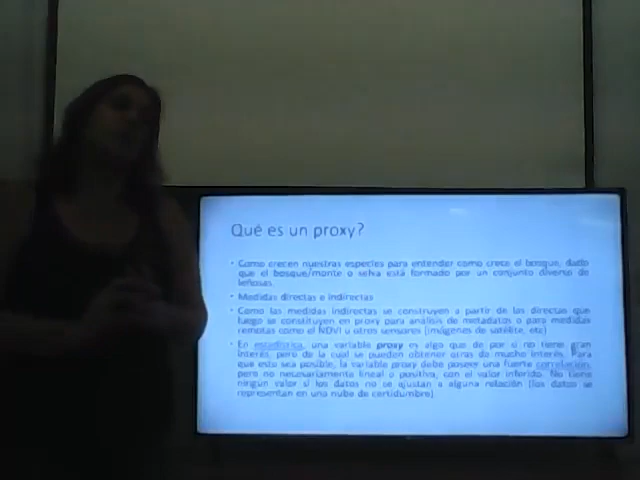 Qué es un proxy?
• Como crecen nuestras especies para entender como crece el bosque, dado
que el bosque/monte o selva está formado por un conjunto diverso de
leñosas.
• Medidas directas e indirectas
• Como las medidas indirectas se construyen a partir de las directas que
luego se constituyen en proxy para análisis de metadatos o para medidas
remotas como el NDVI u otros sensores (imágenes de satélite, etc)
• En estadística, una variable proxy es algo que de por sí no tiene gran
interés, pero de la cual se pueden obtener otras de mucho interés. Para
que esto sea posible, la variable proxy debe poseer una fuerte correlación,
pero no necesariamente lineal o positiva, con el valor inferido. No tiene
ningún valor si los datos no se ajustan a alguna relación (los datos se
representan en una nube de certidumbre)